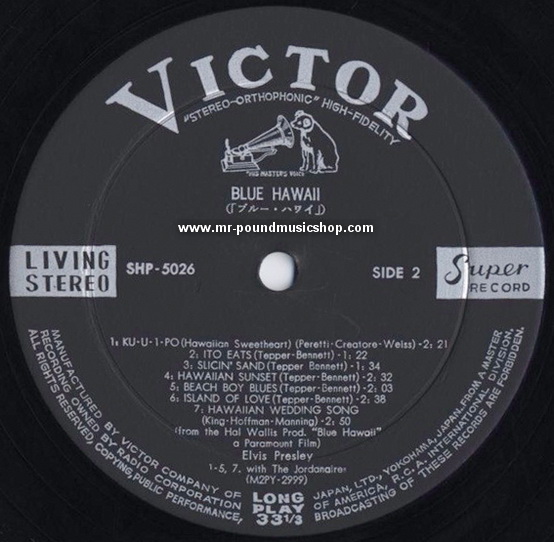 VICTOR
"STEREO-ORTHOPHONIC" HIGH-FIDELITY
"HIS MASTERS VOICE"
BLUE HAWAII
(『ブルー・ハワイ』)
www.mr-poundmusicshop.com
LIVING STEREO
SHP-5026
SIDE 2
Super RECORD
1: KU-U-I-PO (Hawaiian Sweetheart) (Peretti-Creatore-Weiss)-2: 21
2: ITO EATS (Tepper-Bennett)-1: 22
3: SLICIN' SAND (Tepper Bennett)-1: 34
4: HAWAIIAN SUNSET (Tepper-Bennett)-2: 32
5: BEACH BOY BLUES (Tepper-Bennett)-2: 03
6: ISLAND OF LOVE (Tepper-Bennett)-2: 38
7: HAWAIIAN WEDDING SONG
(King-Hoffman-Manning)-2: 50
(from the Hal Wallis Prod. "Blue Hawaii"
a Paramount Film)
Elvis Presley
1-5, 7. with The Jordanaires
(M2PY-2999)
LONG PLAY 33 1/3
MANUFACTURED BY VICTOR COMPANY OF JAPAN, LTD., YOKOHAMA, JAPAN, FROM A MASTER
RECORDING OWNED BY RADIO CORPORATION OF AMERICA, R.C.A. INTERNATIONAL DIVISION.
ALL RIGHTS RESERVED, COPYING, PUBLIC PERFORMANCE, BROADCASTING OF THESE RECORDS ARE FORBIDDEN.